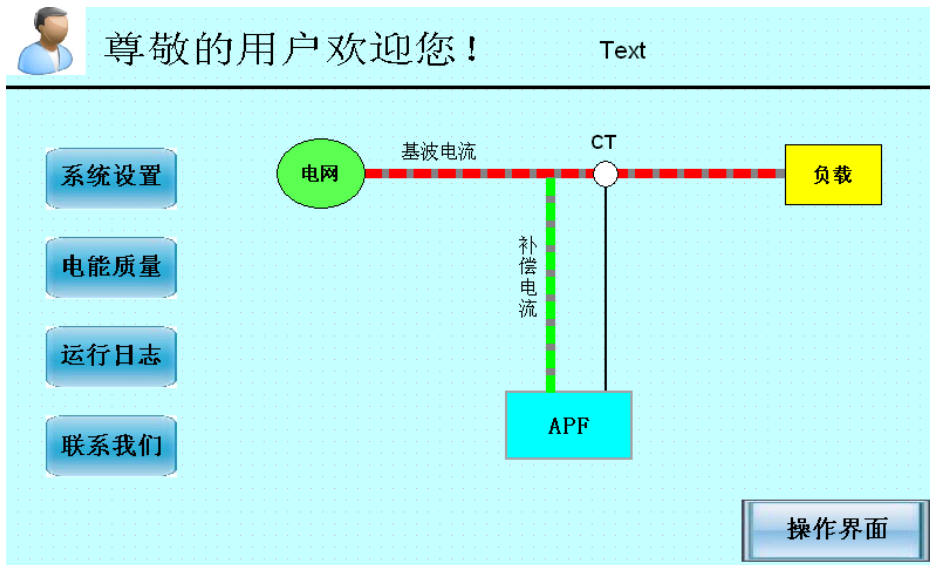 尊敬的用户欢迎您!
Text
系统设置
电能质量
运行日志
联系我们
电网
基波电流
CT
负载
补偿电流
APF
操作界面